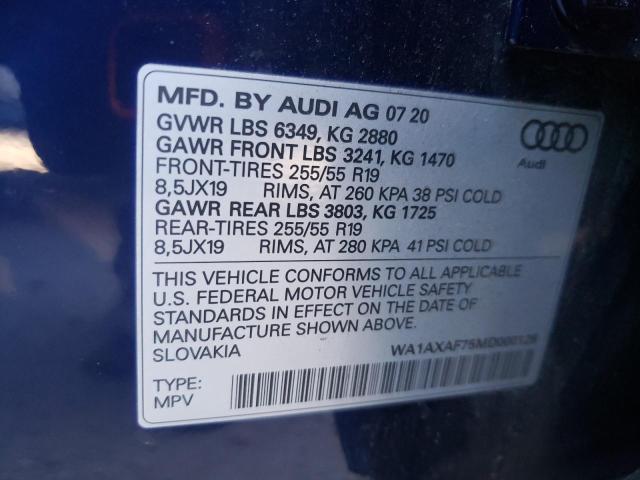 MFD. BY AUDI AG 07 20
GVWR LBS 6349, KG 2880
GAWR FRONT LBS 3241, KG 1470
FRONT-TIRES 255/55 R19
8,5JX19 RIMS, AT 260 KPA 38 PSI COLD
GAWR REAR LBS 3803, KG 1725
REAR-TIRES 255/55 R19
8,5JX19 RIMS, AT 280 KPA 41 PSI COLD
Audi
THIS VEHICLE CONFORMS TO ALL APPLICABLE
U.S. FEDERAL MOTOR VEHICLE SAFETY
STANDARDS IN EFFECT ON THE DATE OF
MANUFACTURE SHOWN ABOVE.
SLOVAKIA
TYPE:
MPV